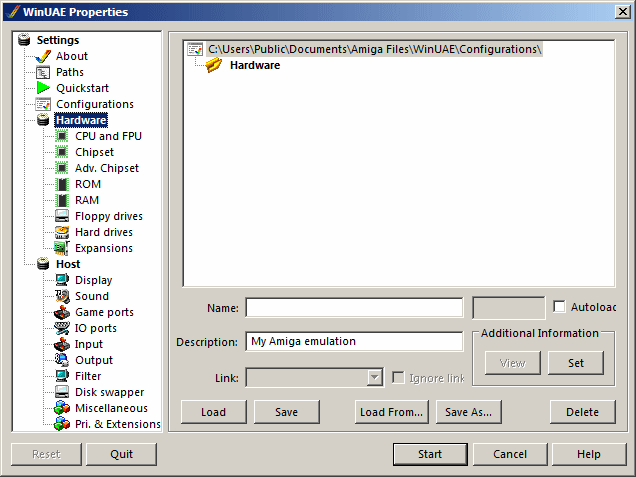 WinUAE Properties
Settings
About
Paths
Quickstart
Configurations
Hardware
CPU and FPU
Chipset
Adv. Chipset
ROM
RAM
Floppy drives
Hard drives
Expansions
Host
Display
Sound
Game ports
IO ports
Input
Output
Filter
Disk swapper
Miscellaneous
Pri. & Extensions
C:\Users\Public\Documents\Amiga Files\WinUAE\Configurations\
Hardware
Name:
Autoload
Description: My Amiga emulation
Additional Information
View Set
Link: Ignore link
Load Save Load From... Save As... Delete
Reset Quit Start Cancel Help